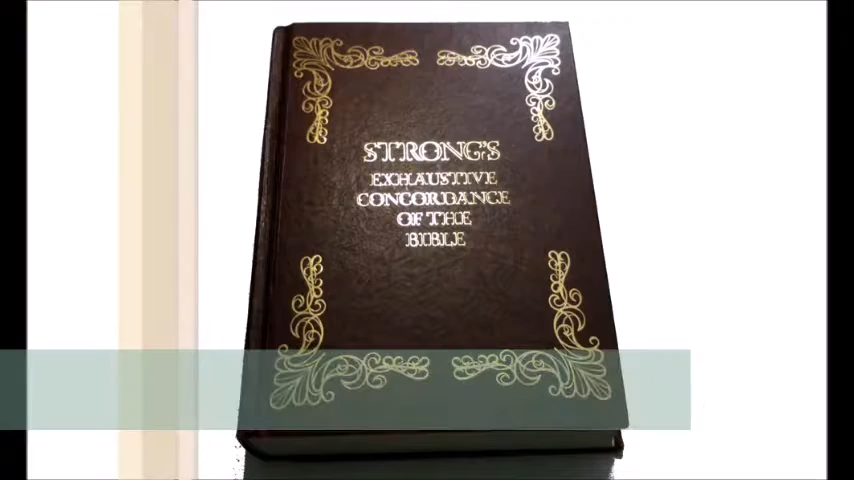 STRONG'S
EXHAUSTIVE
CONCORDANCE
OF THE
BIBLE